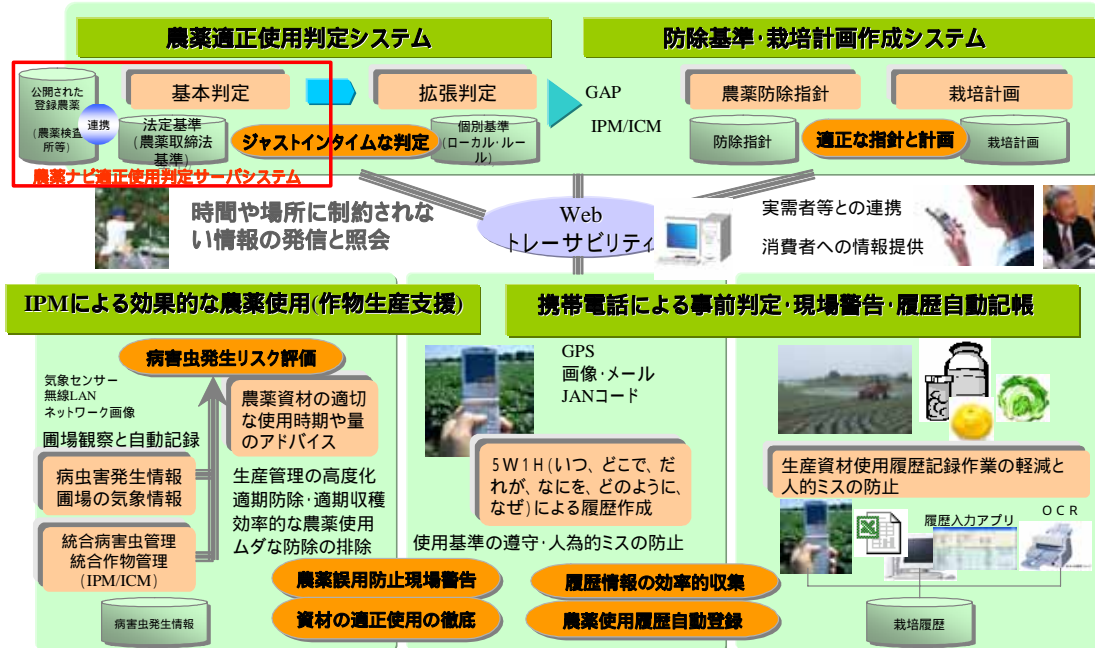 農薬適正使用判定システム
防除基準・栽培計画作成システム
公開された
登録農薬
(農薬検査
所等)
連携
基本判定
法定基準
(農薬取締法
基準)
ジャストインタイムな判定
拡張判定
個別基準
(ローカル・ルー
ル)
農薬ナビ適正使用判定サーバシステム
GAP
IPM/ICM
農薬防除指針
栽培計画
防除指針
適正な指針と計画
栽培計画
時間や場所に制約されな
い情報の発信と照会
Web
トレーサビリティ
実需者等との連携
消費者への情報提供
IPMによる効果的な農薬使用(作物生産支援)
携帯電話による事前判定・現場警告・履歴自動記帳
病害虫発生リスク評価
気象センサー
無線LAN
ネットワーク画像
圃場観察と自動記録
農薬資材の適切
な使用時期や量
のアドバイス
病虫害発生情報
圃場の気象情報
生産管理の高度化
適期防除・適期収穫
効率的な農薬使用
ムダな防除の排除
統合病害虫管理
統合作物管理
(IPM/ICM)
病害虫発生情報
GPS
画像・メール
JANコード
5W1H(いつ、どこで、だ
れが、なにを、どのように、
なぜ)による履歴作成
使用基準の遵守・人為的ミスの防止
農薬誤用防止現場警告
履歴情報の効率的収集
資材の適正使用の徹底
農薬使用履歴自動登録
生産資材使用履歴記録作業の軽減と
人的ミスの防止
履歴入力アプリ
OCR
栽培履歴